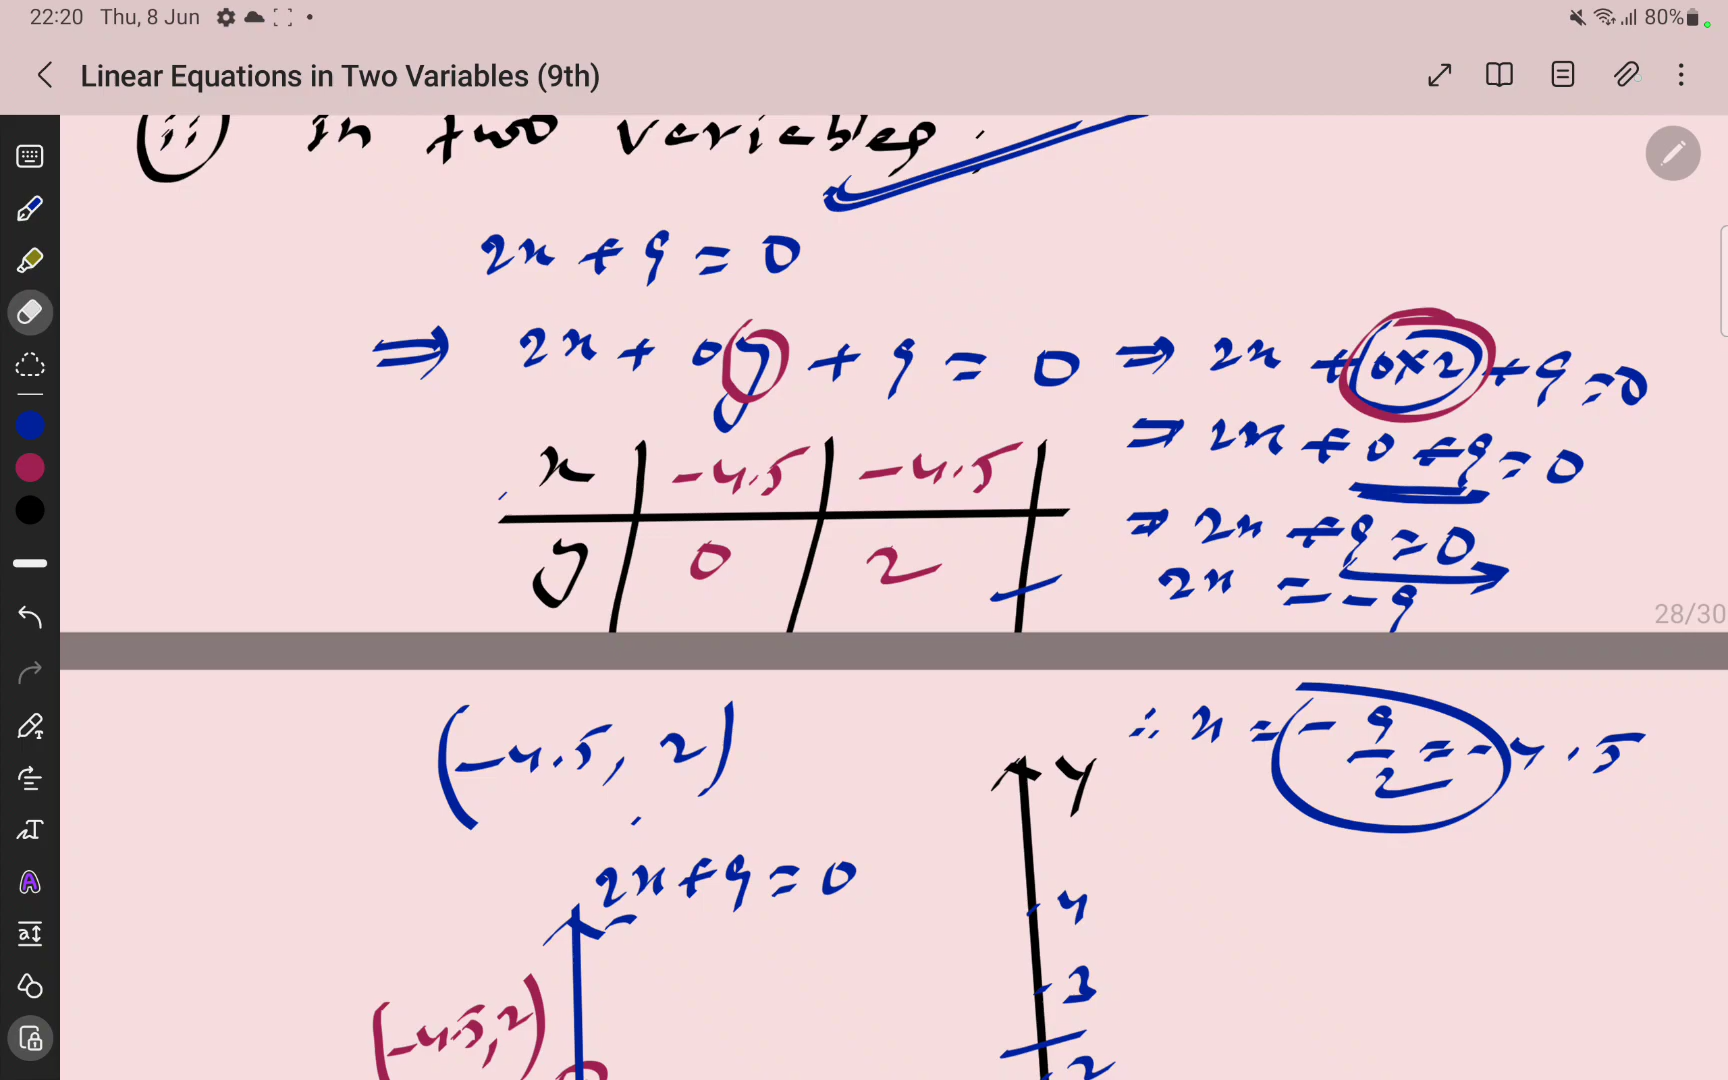 22:20 Thu, 8 Jun
80%
Linear Equations in Two Variables (9th)
(ii) in two variables.
2x + 9 = 0
⇒ 2x + 0y + 9 = 0 ⇒ 2x + (0×2) + 9 = 0
⇒ 2x + 0 + 9 = 0
x | -4.5 | -4.5 |
y | 0 | 2 |
⇒ 2x + 9 = 0
2x = -9
28/30
(-4.5, 2)
∴ x = -9/2 = -4.5
Y
2x+9=0
4
3
(-4.5,2)
2